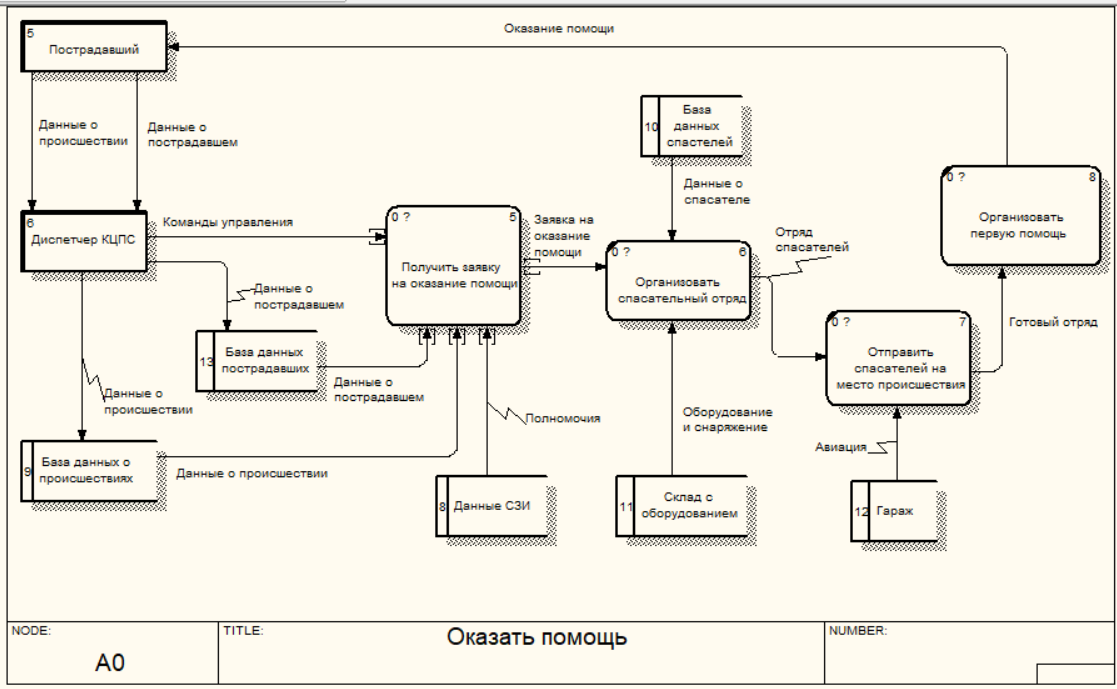 Оказание помощи
5
Пострадавший
Данные о
происшествии
Данные о
пострадавшем
10
База
данных
спастелей
Данные о
спасателе
0 ?
8
Организовать
первую помощь
6
Диспетчер КЦПС
Команды управления
0 ?
5
Получить заявку
на оказание помощи
Заявка на
оказание
помощи
0 ?
6
Организовать
спасательный отряд
Отряд
спасателей
Данные о
пострадавшем
13
База данных
пострадавших
Данные о
пострадавшем
0 ?
7
Отправить
спасателей на
место происшествия
Готовый отряд
Данные о
происшествии
Полномочия
Оборудование
и снаряжение
Авиация
9
База данных о
происшествиях
Данные о происшествии
8
Данные СЗИ
11
Склад с
оборудованием
12
Гараж
NODE:
A0
TITLE:
Оказать помощь
NUMBER: